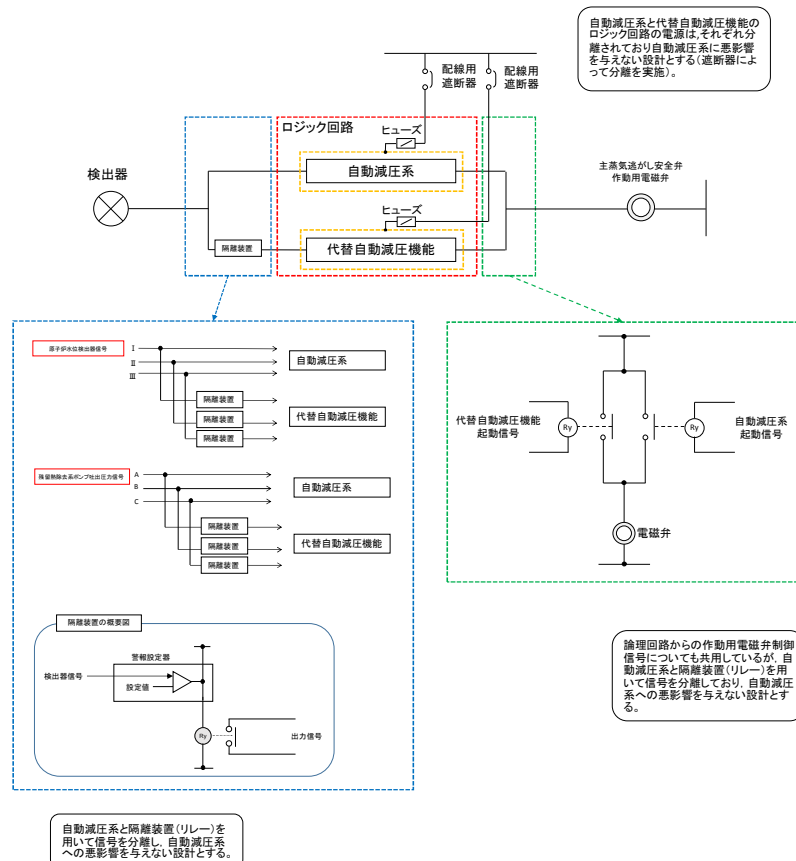 自動減圧系と代替自動減圧機能の
ロジック回路の電源は,それぞれ分
離されており自動減圧系に悪影響
を与えない設計とする(遮断器によ
って分離を実施)。
配線用
遮断器
配線用
遮断器
ロジック回路
ヒューズ
自動減圧系
検出器
主蒸気逃がし安全弁
作動用電磁弁
ヒューズ
隔離装置
代替自動減圧機能
原子炉水位検出器信号
Ⅰ
Ⅱ
Ⅲ
自動減圧系
隔離装置
隔離装置
隔離装置
代替自動減圧機能
残留熱除去系ポンプ吐出圧力信号
A
B
C
自動減圧系
隔離装置
隔離装置
隔離装置
代替自動減圧機能
代替自動減圧機能
起動信号
Ry
Ry
自動減圧系
起動信号
電磁弁
隔離装置の概要図
警報設定器
検出器信号
設定値
Ry
出力信号
論理回路からの作動用電磁弁制御
信号についても共用しているが,自
動減圧系と隔離装置(リレー)を用
いて信号を分離しており,自動減圧
系への悪影響を与えない設計とす
る。
自動減圧系と隔離装置(リレー)を
用いて信号を分離し,自動減圧系
への悪影響を与えない設計とする。